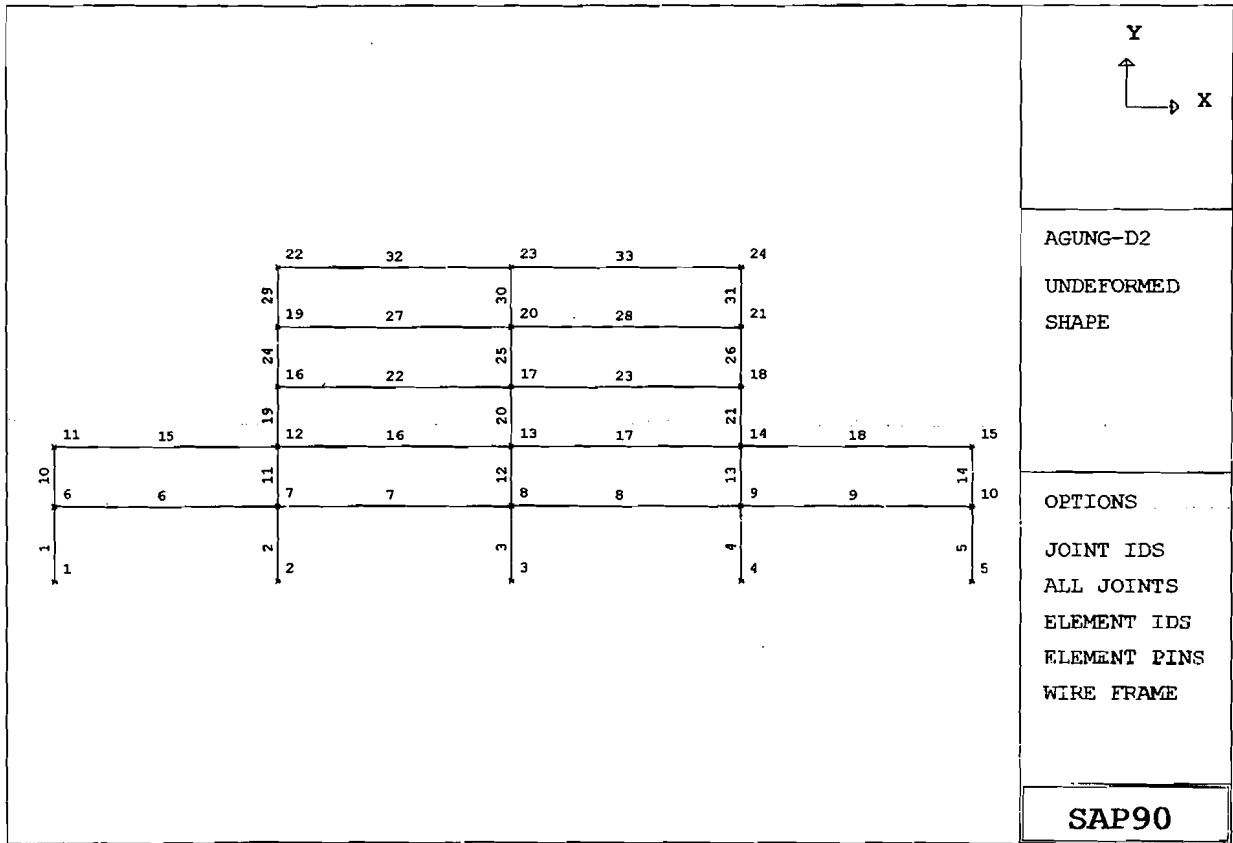 Y
X
AGUNG-D2
UNDEFORMED
SHAPE
OPTIONS
JOINT IDS
ALL JOINTS
ELEMENT IDS
ELEMENT PINS
WIRE FRAME
SAP90
22 32 23 33 24
29 30 31
19 27 20 28 21
24 25 26
16 22 17 23 18
19 20 21
11 15 12 16 13 17 14 18 15
10 11 12 13 14
6 6 7 7 8 8 9 9 10
1 2 3 4 5
1 2 3 4 5